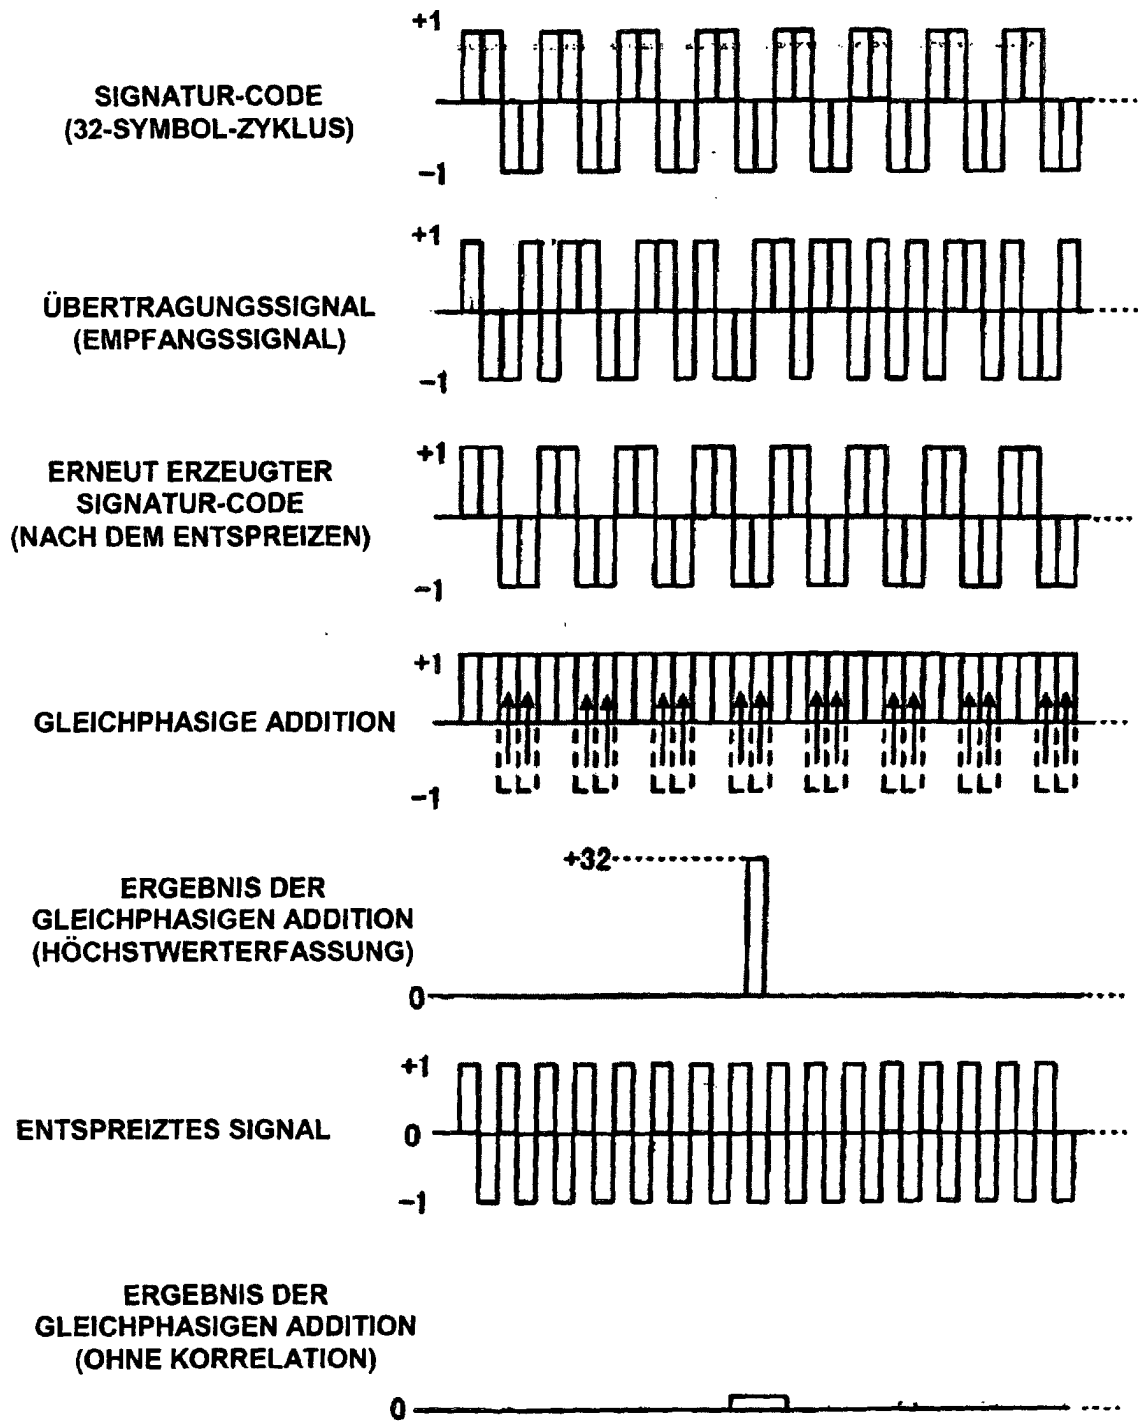 +1
SIGNATUR-CODE
(32-SYMBOL-ZYKLUS)
−1
+1
ÜBERTRAGUNGSSIGNAL
(EMPFANGSSIGNAL)
−1
+1
ERNEUT ERZEUGTER
SIGNATUR-CODE
(NACH DEM ENTSPREIZEN)
−1
+1
GLEICHPHASIGE ADDITION
−1
+32
ERGEBNIS DER
GLEICHPHASIGEN ADDITION
(HÖCHSTWERTERFASSUNG)
0
+1
ENTSPREIZTES SIGNAL
0
−1
ERGEBNIS DER
GLEICHPHASIGEN ADDITION
(OHNE KORRELATION)
0